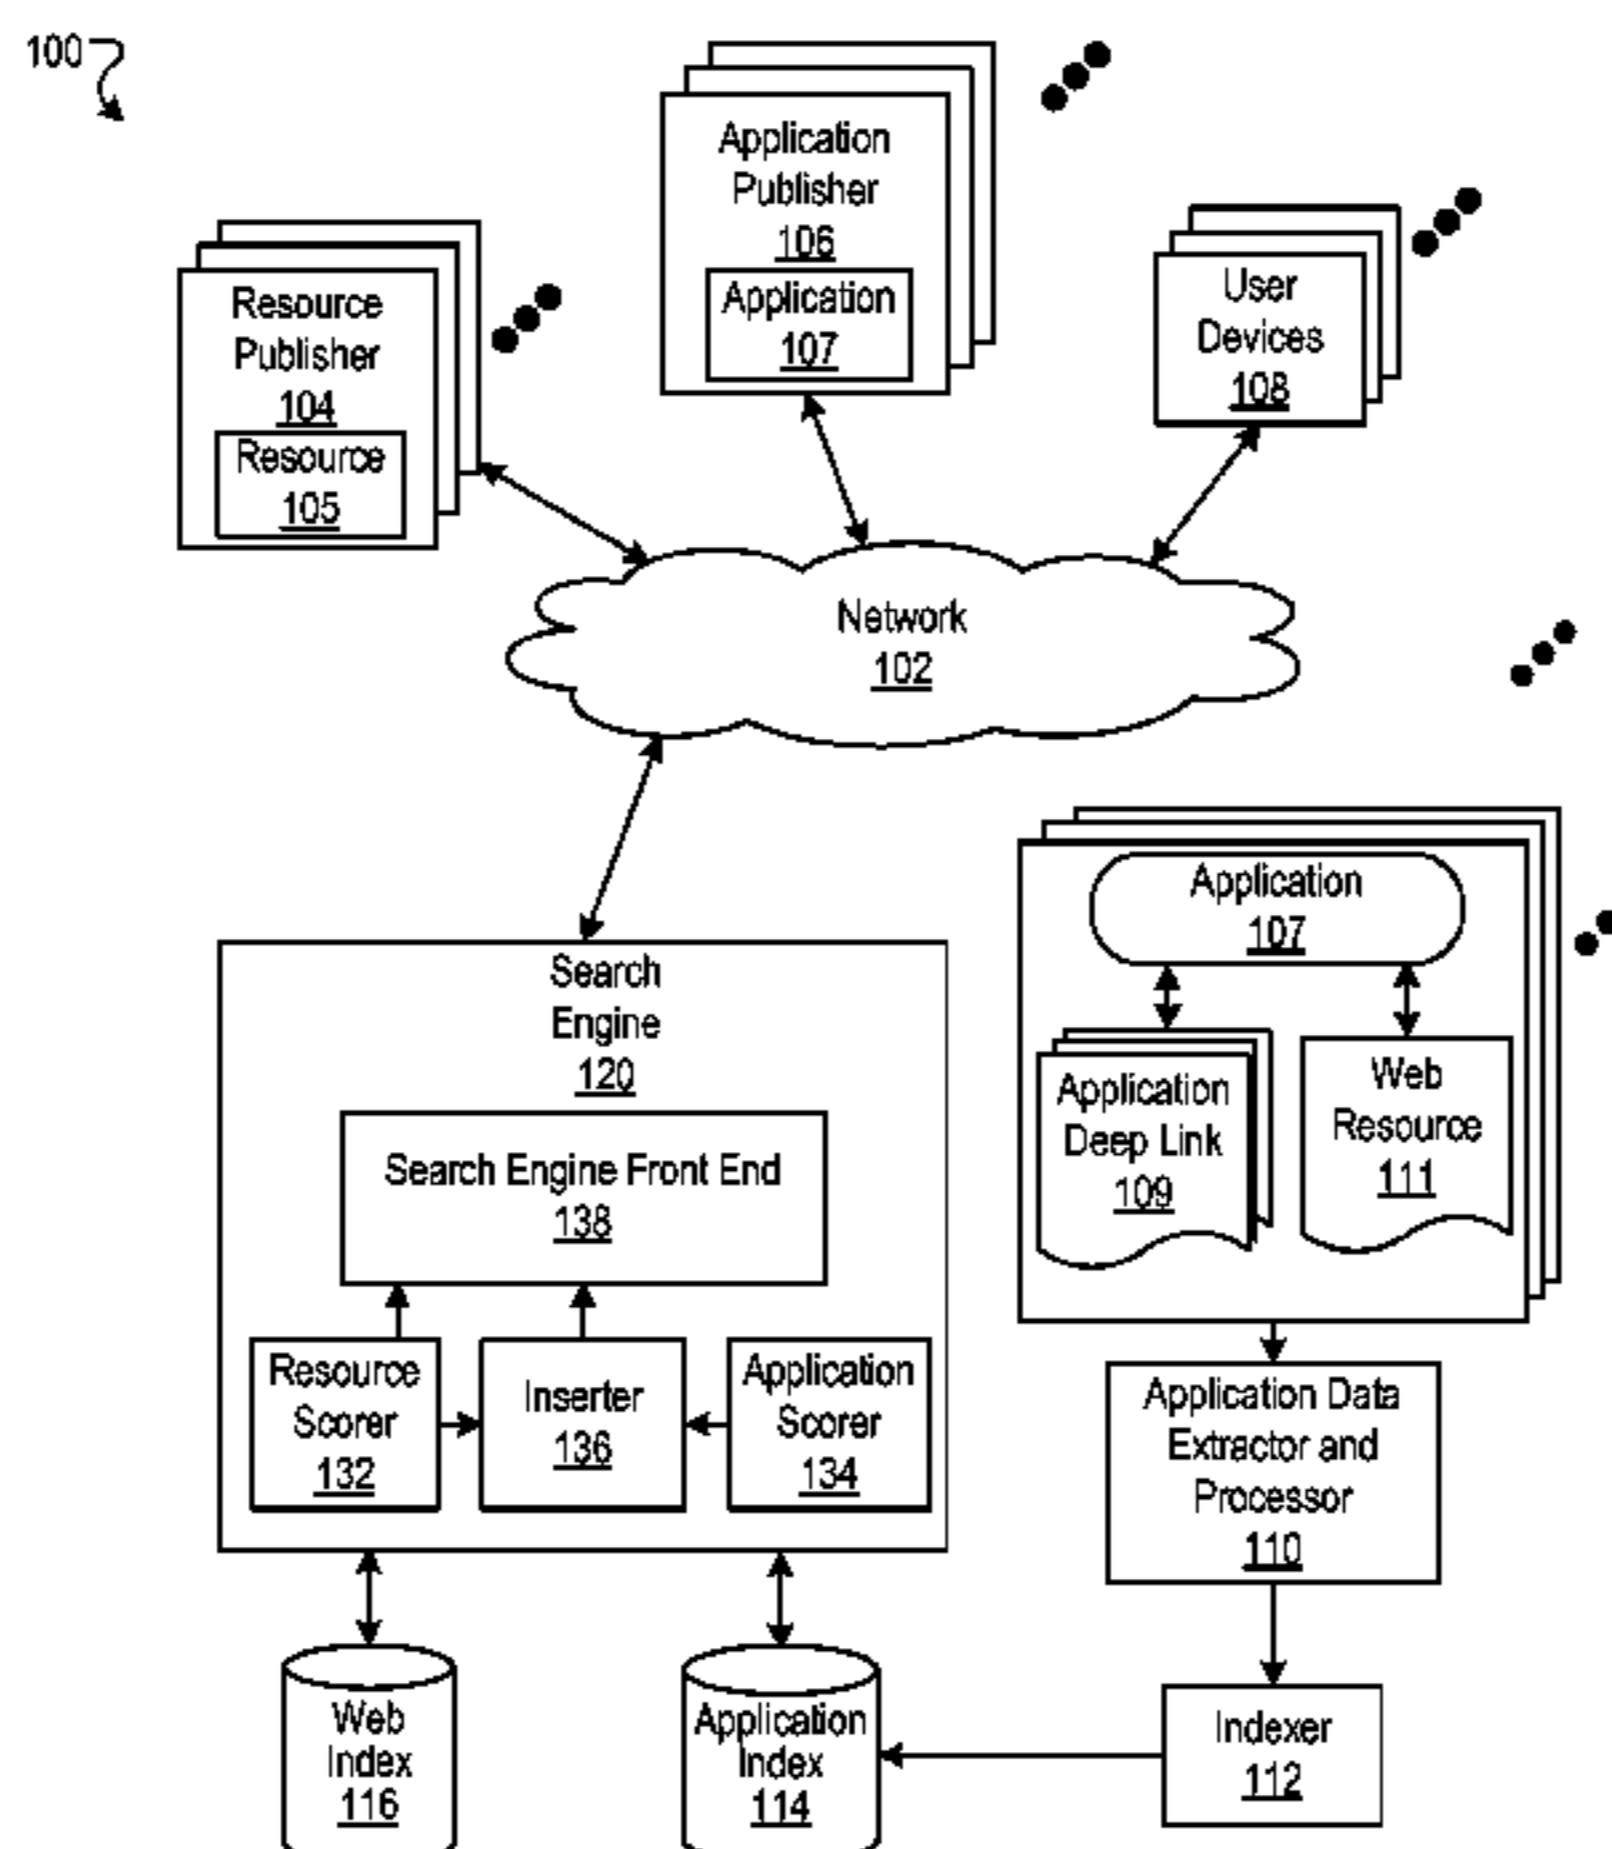 100
Application
Publisher
106
Application
107
User
Devices
108
Resource
Publisher
104
Resource
105
Network
102
Search
Engine
120
Search Engine Front End
138
Resource
Scorer
132
Inserter
136
Application
Scorer
134
Application
107
Application
Deep Link
109
Web
Resource
111
Application Data
Extractor and
Processor
110
Web
Index
116
Application
Index
114
Indexer
112